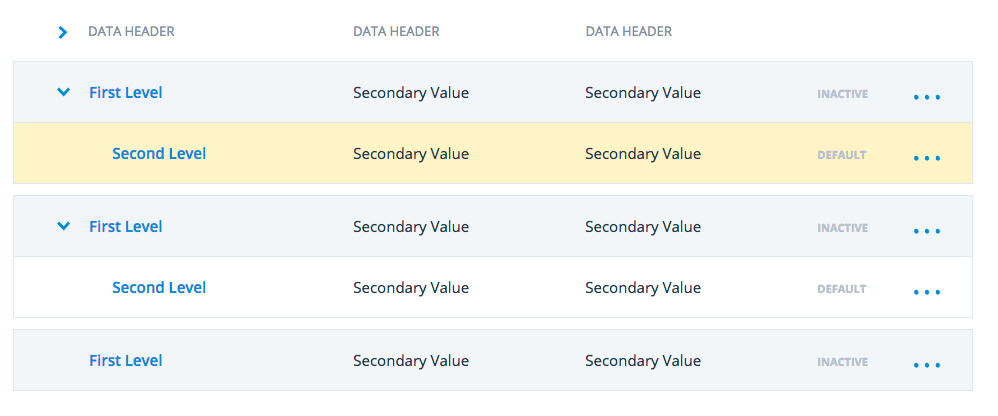 DATA HEADER DATA HEADER DATA HEADER
First Level Secondary Value Secondary Value INACTIVE
Second Level Secondary Value Secondary Value DEFAULT
First Level Secondary Value Secondary Value INACTIVE
Second Level Secondary Value Secondary Value DEFAULT
First Level Secondary Value Secondary Value INACTIVE